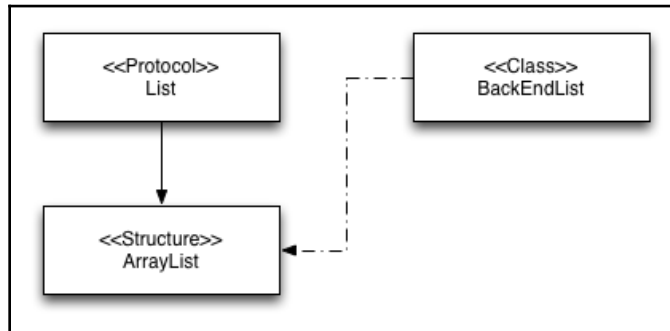 <<Protocol>>
List
<<Class>>
BackEndList
<<Structure>>
ArrayList